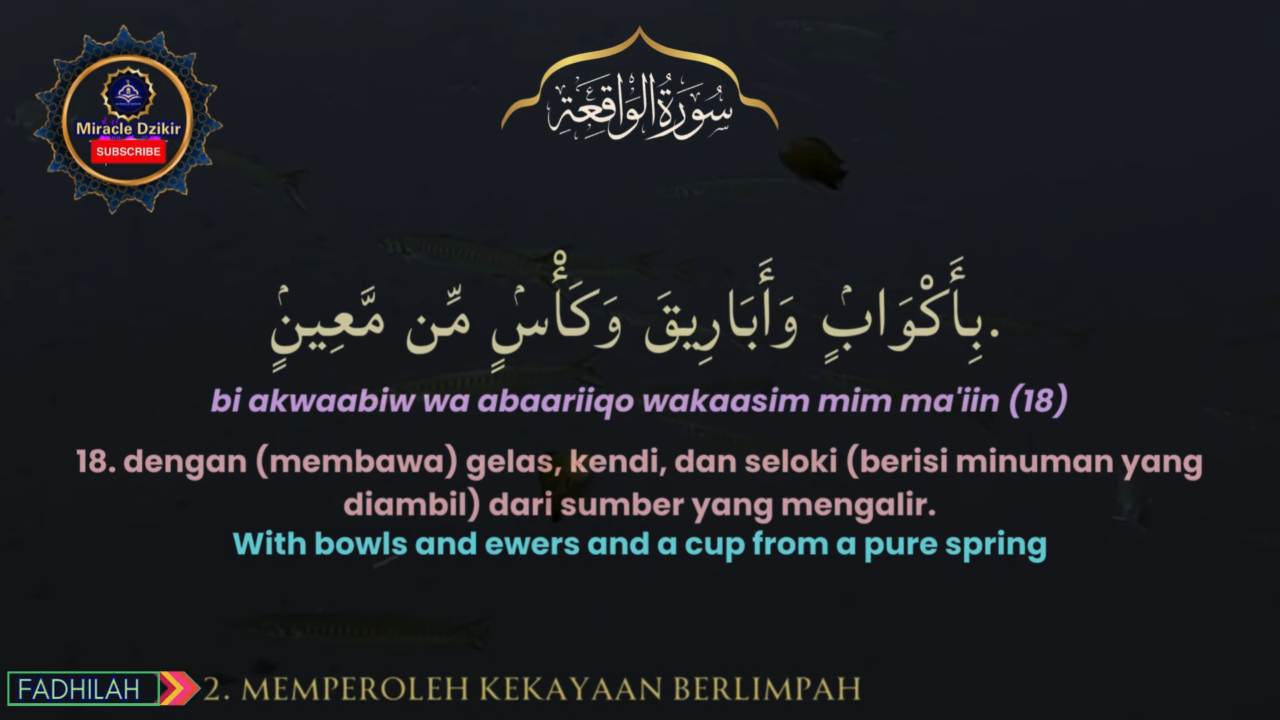 Miracle Dzikir
SUBSCRIBE
سُورَةُ الْوَاقِعَةِ
بِأَكْوَابٍۢ وَأَبَارِيقَ وَكَأْسٍۢ مِّن مَّعِينٍۢ.
bi akwaabiw wa abaariiqo wakaasim mim ma'iin (18)
18. dengan (membawa) gelas, kendi, dan seloki (berisi minuman yang
diambil) dari sumber yang mengalir.
With bowls and ewers and a cup from a pure spring
FADHILAH
2. MEMPEROLEH KEKAYAAN BERLIMPAH